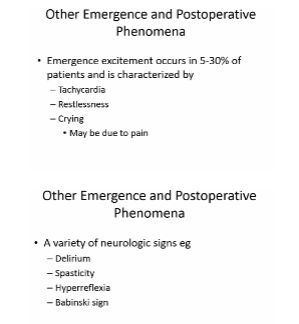 Other Emergence and Postoperative
Phenomena
• Emergence excitement occurs in 5-30% of
patients and is characterized by
– Tachycardia
– Restlessness
– Crying
• May be due to pain
Other Emergence and Postoperative
Phenomena
• A variety of neurologic signs eg
– Delirium
– Spasticity
– Hyperreflexia
– Babinski sign